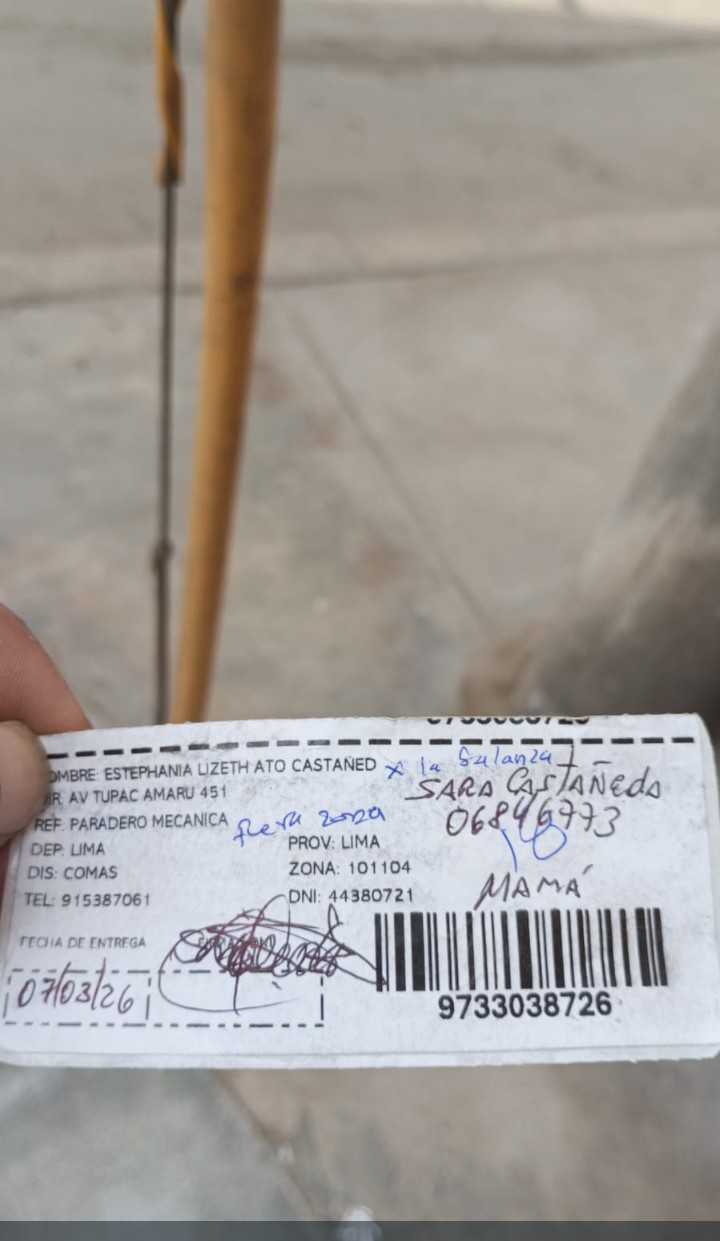 OMBRE: ESTEPHANIA LIZETH ATO CASTAÑED x la
SARA CASTAÑEDA
IR: AV TUPAC AMARU 451
06846773
REF: PARADERO MECANICA fuera zona
DEP: LIMA PROV: LIMA
DIS: COMAS ZONA: 101104
TEL: 915387061 DNI: 44380721
MAMÁ
FECHA DE ENTREGA
07/03/26
9733038726